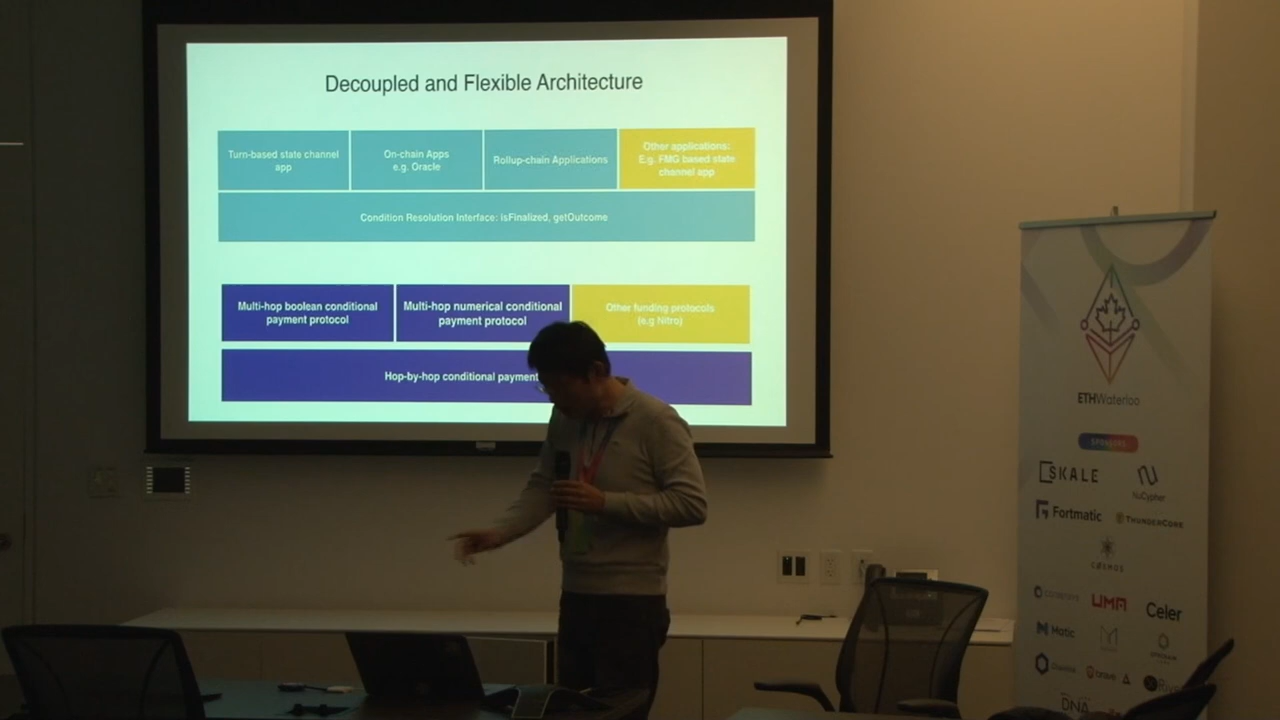 Decoupled and Flexible Architecture
Turn-based state channel
app
On-chain Apps
e.g. Oracle
Rollup-chain Applications
Other applications:
E.g. FMG based state
channel app
Condition Resolution Interface: isFinalized, getOutcome
Multi-hop boolean conditional
payment protocol
Multi-hop numerical conditional
payment protocol
Other funding protocols
(e.g Nitro)
Hop-by-hop conditional payment
ETHWaterloo
SPONSORS
SKALE
NuCypher
Fortmatic
THUNDERCORE
COSMOS
UMA
Celer
Matic
brave
DNA